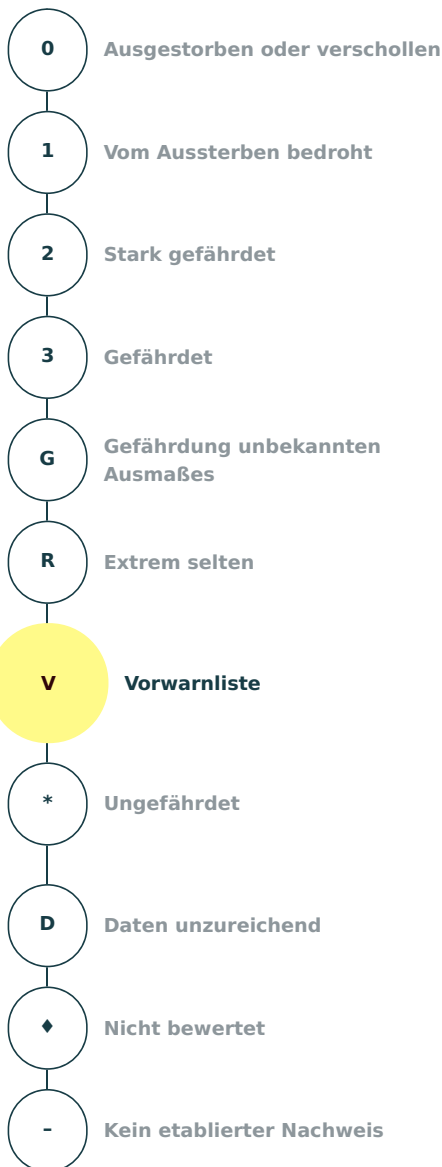 0 Ausgestorben oder verschollen
1 Vom Aussterben bedroht
2 Stark gefährdet
3 Gefährdet
G Gefährdung unbekannten
Ausmaßes
R Extrem selten
V Vorwarnliste
* Ungefährdet
D Daten unzureichend
♦ Nicht bewertet
– Kein etablierter Nachweis